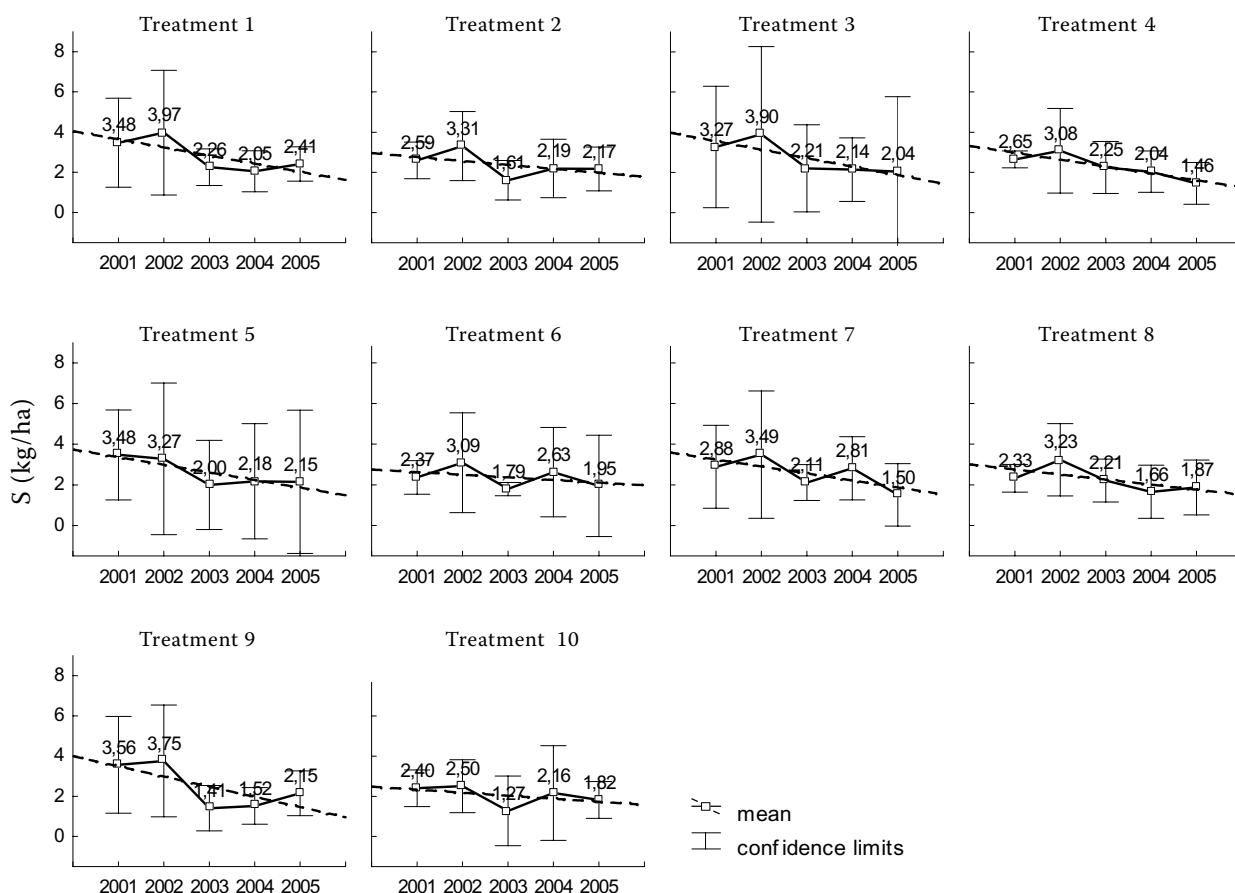 Treatment 1 Treatment 2 Treatment 3 Treatment 4
8
6
4
2
0
3,48 3,97 2,26 2,05 2,41
2,59 3,31 1,61 2,19 2,17
3,27 3,90 2,21 2,14 2,04
2,65 3,08 2,25 2,04 1,46
2001 2002 2003 2004 2005 2001 2002 2003 2004 2005 2001 2002 2003 2004 2005 2001 2002 2003 2004 2005
Treatment 5 Treatment 6 Treatment 7 Treatment 8
S (kg/ha)
8
6
4
2
0
3,48 3,27 2,00 2,18 2,15
2,37 3,09 1,79 2,63 1,95
2,88 3,49 2,11 2,81 1,50
2,33 3,23 2,21 1,66 1,87
2001 2002 2003 2004 2005 2001 2002 2003 2004 2005 2001 2002 2003 2004 2005 2001 2002 2003 2004 2005
Treatment 9 Treatment 10
8
6
4
2
0
3,56 3,75 1,41 1,52 2,15
2,40 2,50 1,27 2,16 1,82
2001 2002 2003 2004 2005 2001 2002 2003 2004 2005
mean
confidence limits